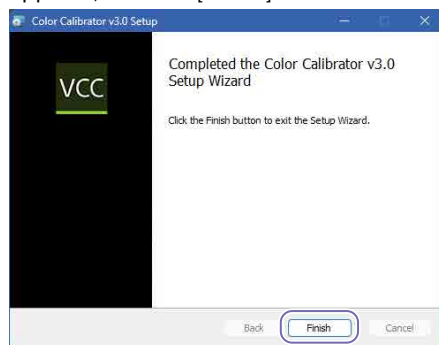 Color Calibrator v3.0 Setup
VCC
Completed the Color Calibrator v3.0
Setup Wizard
Click the Finish button to exit the Setup Wizard.
Back
Finish
Cancel